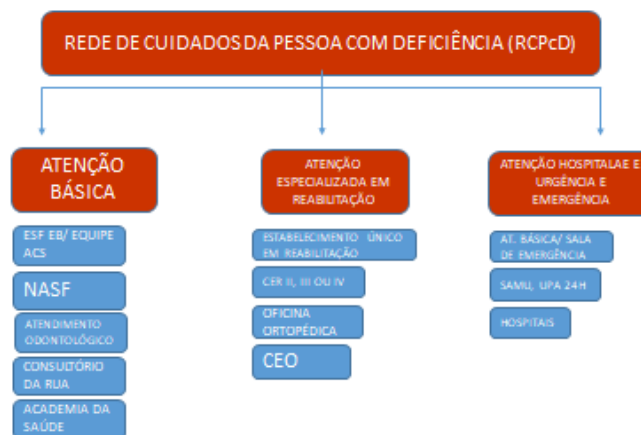 REDE DE CUIDADOS DA PESSOA COM DEFICIÊNCIA (RCPcD)
ATENÇÃO
BÁSICA
ESF EB/ EQUIPE
ACS
NASF
ATENDIMENTO
ODONTOLÓGICO
CONSULTÓRIO
DA RUA
ACADEMIA DA
SAÚDE
ATENÇÃO
ESPECIALIZADA EM
REABILITAÇÃO
ESTABELECIMENTO ÚNICO
EM REABILITAÇÃO
CER II, III OU IV
OFICINA
ORTOPÉDICA
CEO
ATENÇÃO HOSPITALAE E
URGÊNCIA E
EMERGÊNCIA
AT. BÁSICA/ SALA
DE EMERGÊNCIA
SAMU, UPA 24H
HOSPITAIS